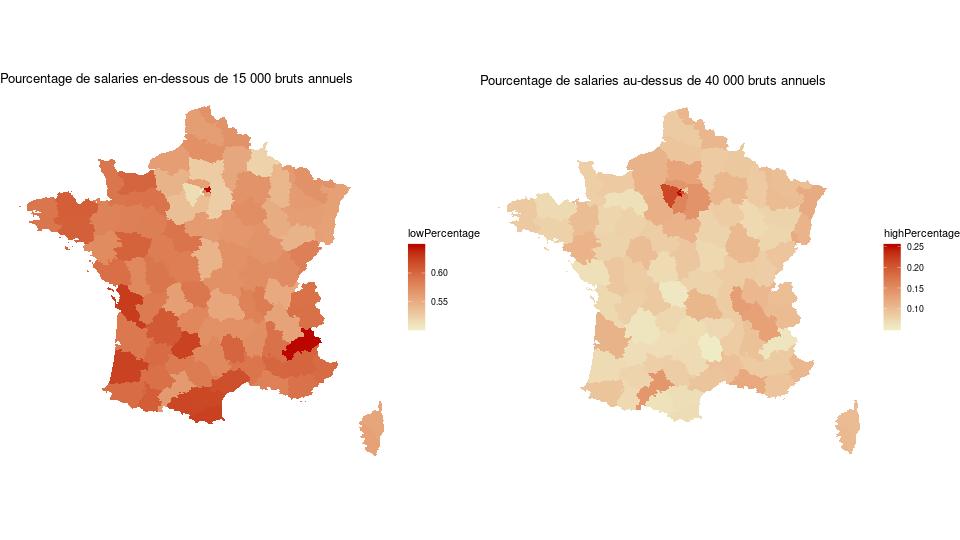 Pourcentage de salaries en-dessous de 15 000 bruts annuels
lowPercentage
0.60
0.55
Pourcentage de salaries au-dessus de 40 000 bruts annuels
highPercentage
0.25
0.20
0.15
0.10